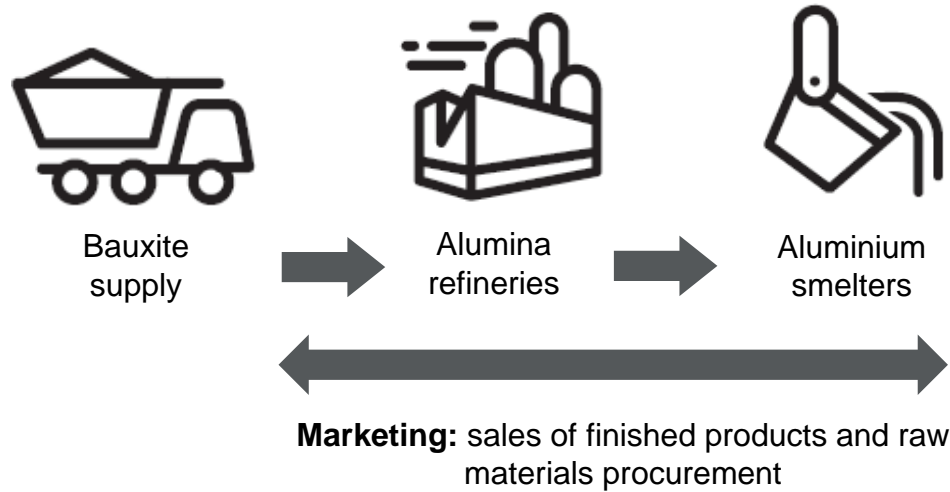 Bauxite
supply
Alumina
refineries
Aluminium
smelters
Marketing: sales of finished products and raw
materials procurement